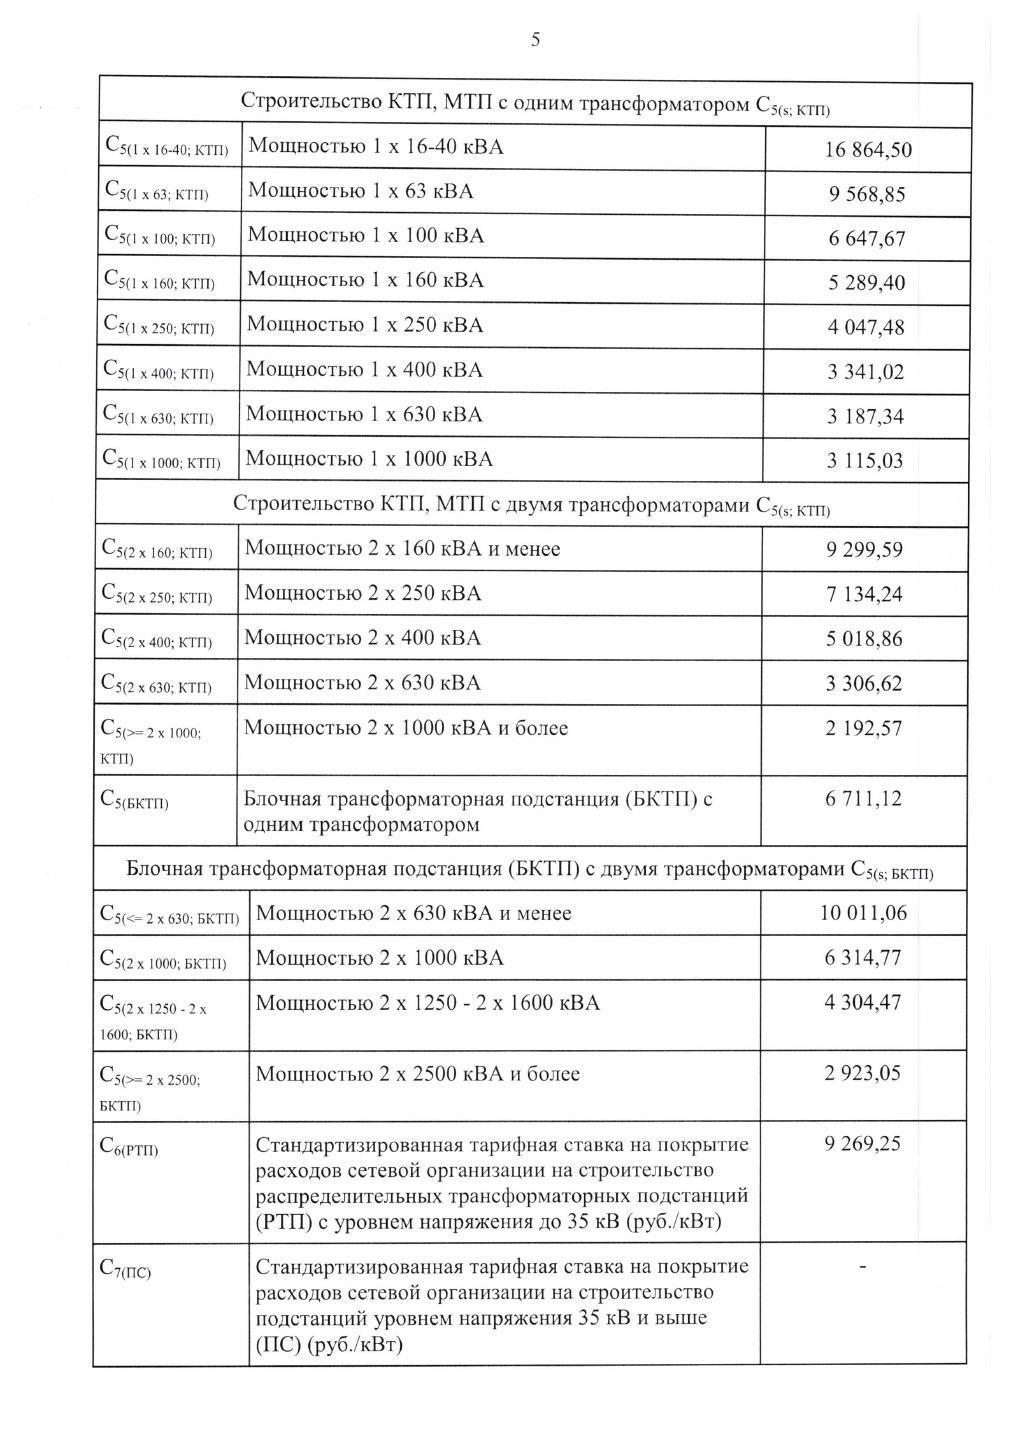 5
Строительство КТП, МТП с одним трансформатором С5(s; КТП)
С5(1 х 16-40; КТП) Мощностью 1 х 16-40 кВА 16 864,50
С5(1 х 63; КТП) Мощностью 1 х 63 кВА 9 568,85
С5(1 х 100; КТП) Мощностью 1 х 100 кВА 6 647,67
С5(1 х 160; КТП) Мощностью 1 х 160 кВА 5 289,40
С5(1 х 250; КТП) Мощностью 1 х 250 кВА 4 047,48
С5(1 х 400; КТП) Мощностью 1 х 400 кВА 3 341,02
С5(1 х 630; КТП) Мощностью 1 х 630 кВА 3 187,34
С5(1 х 1000; КТП) Мощностью 1 х 1000 кВА 3 115,03
Строительство КТП, МТП с двумя трансформаторами С5(s; КТП)
С5(2 х 160; КТП) Мощностью 2 х 160 кВА и менее 9 299,59
С5(2 х 250; КТП) Мощностью 2 х 250 кВА 7 134,24
С5(2 х 400; КТП) Мощностью 2 х 400 кВА 5 018,86
С5(2 х 630; КТП) Мощностью 2 х 630 кВА 3 306,62
С5(>= 2 х 1000; Мощностью 2 х 1000 кВА и более 2 192,57
КТП)
С5(БКТП) Блочная трансформаторная подстанция (БКТП) с 6 711,12
одним трансформатором
Блочная трансформаторная подстанция (БКТП) с двумя трансформаторами С5(s; БКТП)
С5(<= 2 х 630; БКТП) Мощностью 2 х 630 кВА и менее 10 011,06
С5(2 х 1000; БКТП) Мощностью 2 х 1000 кВА 6 314,77
С5(2 х 1250 - 2 х Мощностью 2 х 1250 - 2 х 1600 кВА 4 304,47
1600; БКТП)
С5(>= 2 х 2500; Мощностью 2 х 2500 кВА и более 2 923,05
БКТП)
С6(РТП) Стандартизированная тарифная ставка на покрытие 9 269,25
расходов сетевой организации на строительство
распределительных трансформаторных подстанций
(РТП) с уровнем напряжения до 35 кВ (руб./кВт)
С7(ПС) Стандартизированная тарифная ставка на покрытие -
расходов сетевой организации на строительство
подстанций уровнем напряжения 35 кВ и выше
(ПС) (руб./кВт)